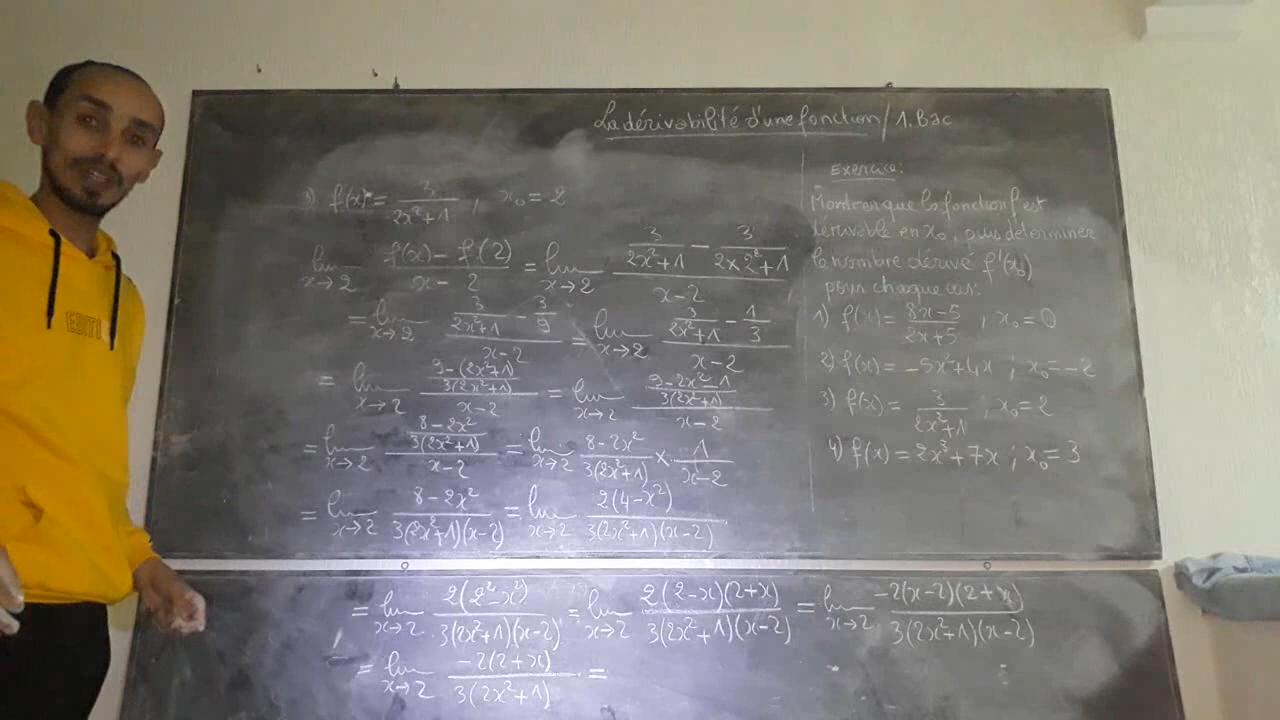 La dérivabilité d'une fonction / 1.Bac
3) f(x) = 3/(2x²+1) , x₀ = 2
lim x→2 (f(x) - f(2))/(x - 2) = lim x→2 (3/(2x²+1) - 3/(2×2²+1))/(x-2)
= lim x→2 (3/(2x²+1) - 3/9)/(x-2) = lim x→2 (3/(2x²+1) - 1/3)/(x-2)
= lim x→2 ((9-(2x²+1))/(3(2x²+1)))/(x-2) = lim x→2 ((9-2x²-1)/(3(2x²+1)))/(x-2)
= lim x→2 ((8-2x²)/(3(2x²+1)))/(x-2) = lim x→2 (8-2x²)/(3(2x²+1)) × 1/(x-2)
= lim x→2 (8-2x²)/(3(2x²+1)(x-2)) = lim x→2 (2(4-x²))/(3(2x²+1)(x-2))
= lim x→2 (2(2²-x²))/(3(2x²+1)(x-2)) = lim x→2 (2(2-x)(2+x))/(3(2x²+1)(x-2)) = lim x→2 (-2(x-2)(2+x))/(3(2x²+1)(x-2))
= lim x→2 (-2(2+x))/(3(2x²+1)) =
Exercice:
Montrer que la fonction f est
dérivable en x₀, puis déterminer
le nombre dérivé f'(x₀)
pour chaque cas:
1) f(x) = (8x-5)/(2x+5) , x₀ = 0
2) f(x) = -5x²+4x ; x₀ = -2
3) f(x) = 3/(2x²+1) , x₀ = 2
4) f(x) = 2x³+7x ; x₀ = 3